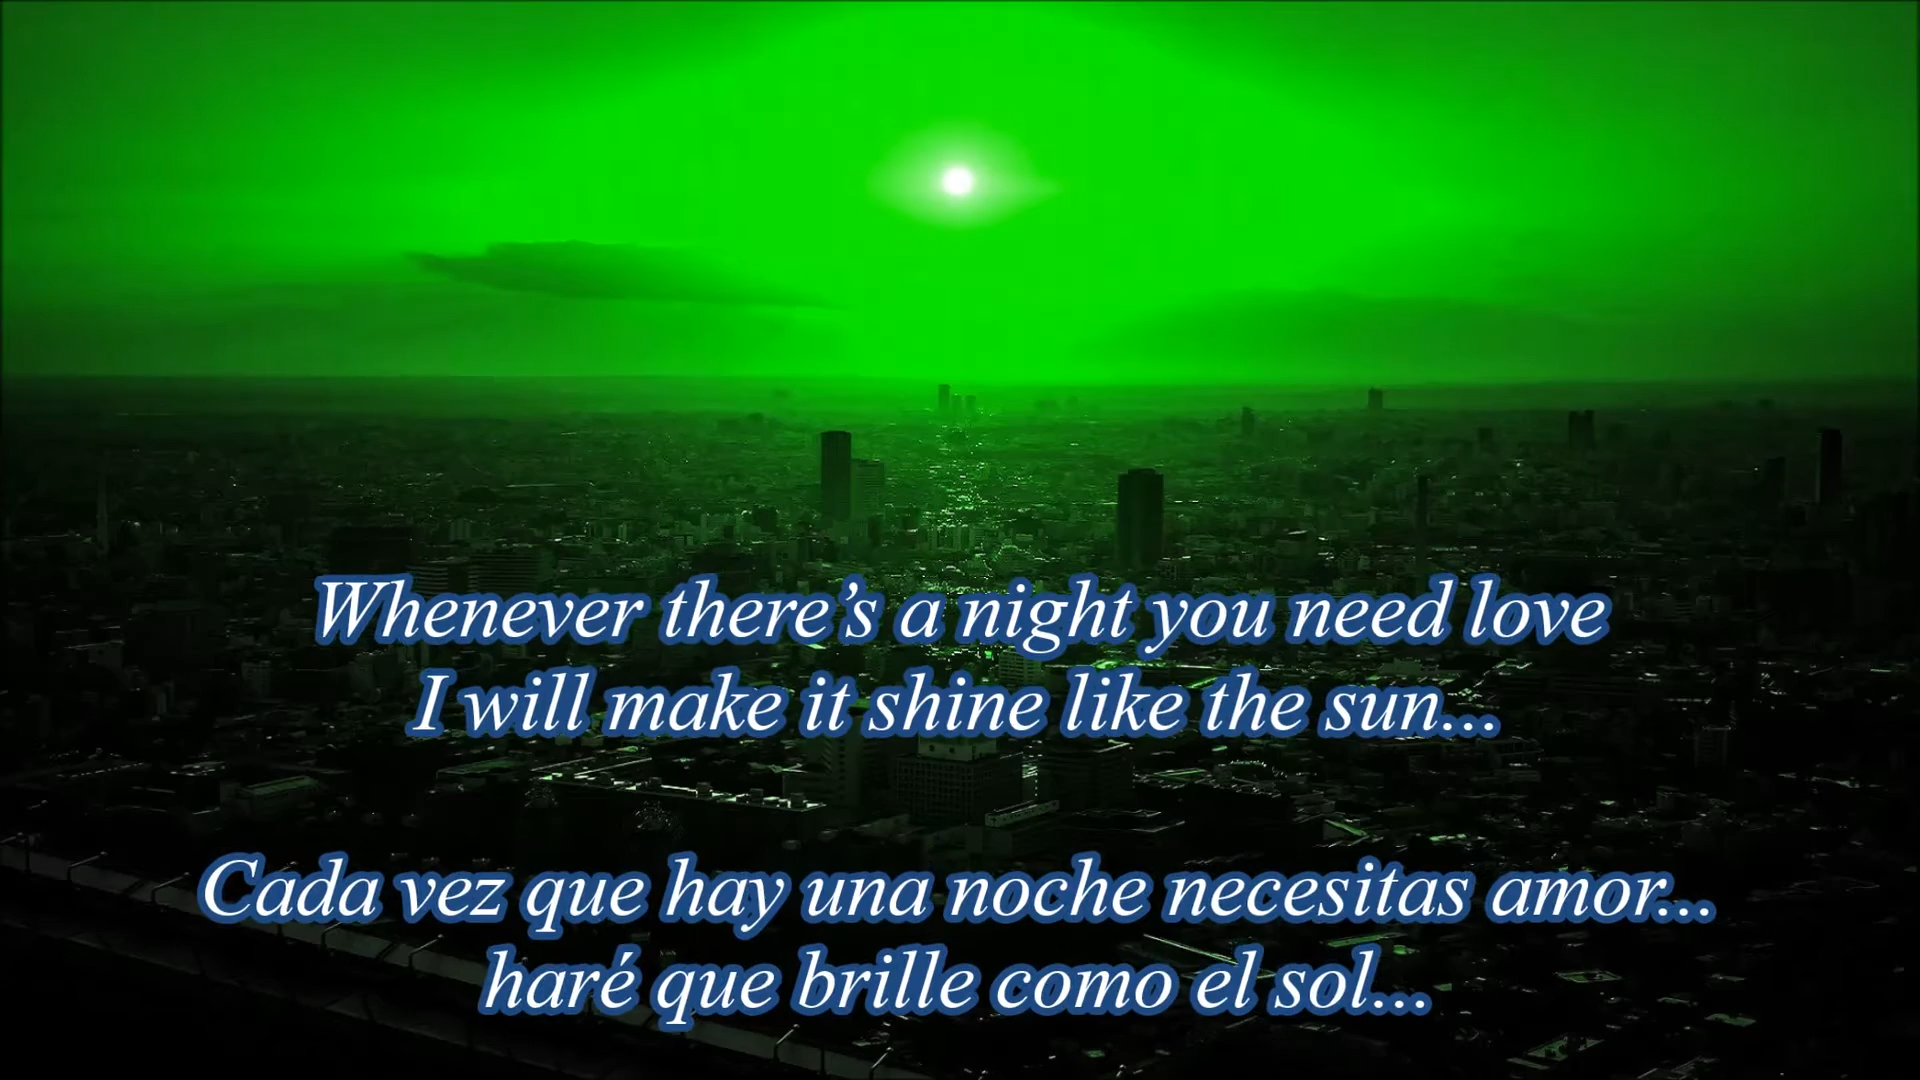 Whenever there’s a night you need love
I will make it shine like the sun...
Cada vez que hay una noche necesitas amor...
haré que brille como el sol...